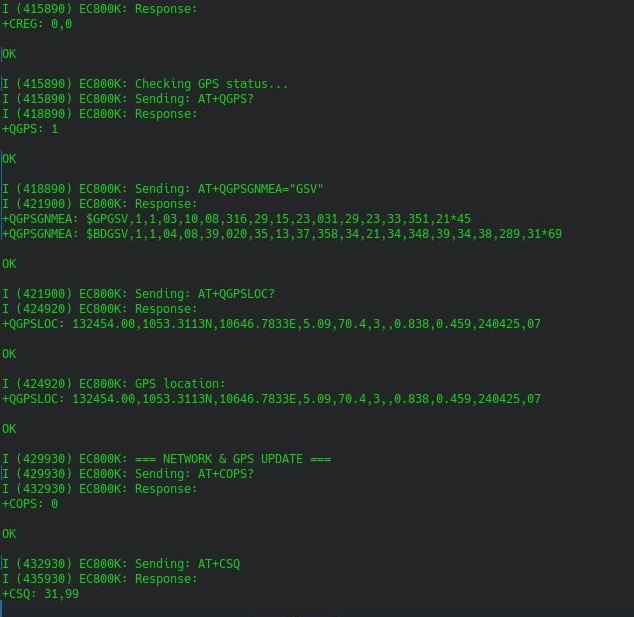 I (415890) EC800K: Response:
+CREG: 0,0
OK
I (415890) EC800K: Checking GPS status...
I (415890) EC800K: Sending: AT+QGPS?
I (418890) EC800K: Response:
+QGPS: 1
OK
I (418890) EC800K: Sending: AT+QGPSGNMEA="GSV"
I (421900) EC800K: Response:
+QGPSGNMEA: $GPGSV,1,1,03,10,08,316,29,15,23,031,29,23,33,351,21*45
+QGPSGNMEA: $BDGSV,1,1,04,08,39,020,35,13,37,358,34,21,34,348,39,34,38,289,31*69
OK
I (421900) EC800K: Sending: AT+QGPSLOC?
I (424920) EC800K: Response:
+QGPSLOC: 132454.00,1053.3113N,10646.7833E,5.09,70.4,3,,0.838,0.459,240425,07
OK
I (424920) EC800K: GPS location:
+QGPSLOC: 132454.00,1053.3113N,10646.7833E,5.09,70.4,3,,0.838,0.459,240425,07
OK
I (429930) EC800K: === NETWORK & GPS UPDATE ===
I (429930) EC800K: Sending: AT+COPS?
I (432930) EC800K: Response:
+COPS: 0
OK
I (432930) EC800K: Sending: AT+CSQ
I (435930) EC800K: Response:
+CSQ: 31,99